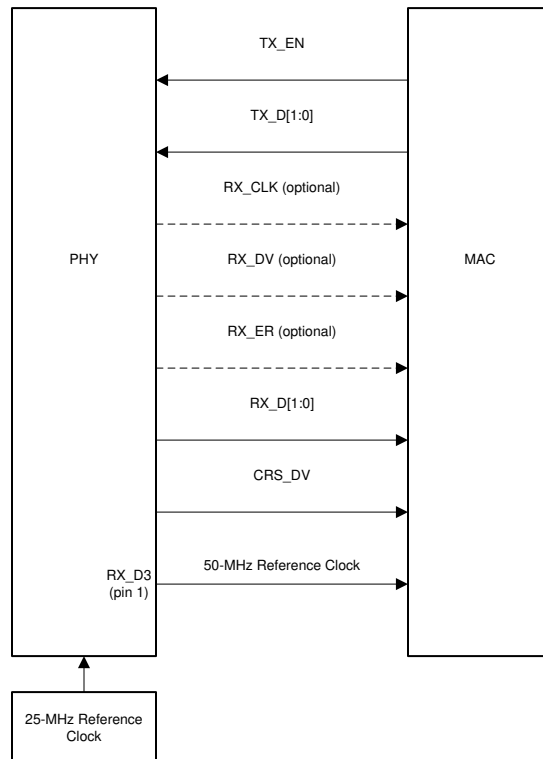 TX_EN
TX_D[1:0]
RX_CLK (optional)
PHY
RX_DV (optional)
MAC
RX_ER (optional)
RX_D[1:0]
CRS_DV
RX_D3
(pin 1)
50-MHz Reference Clock
25-MHz Reference
Clock